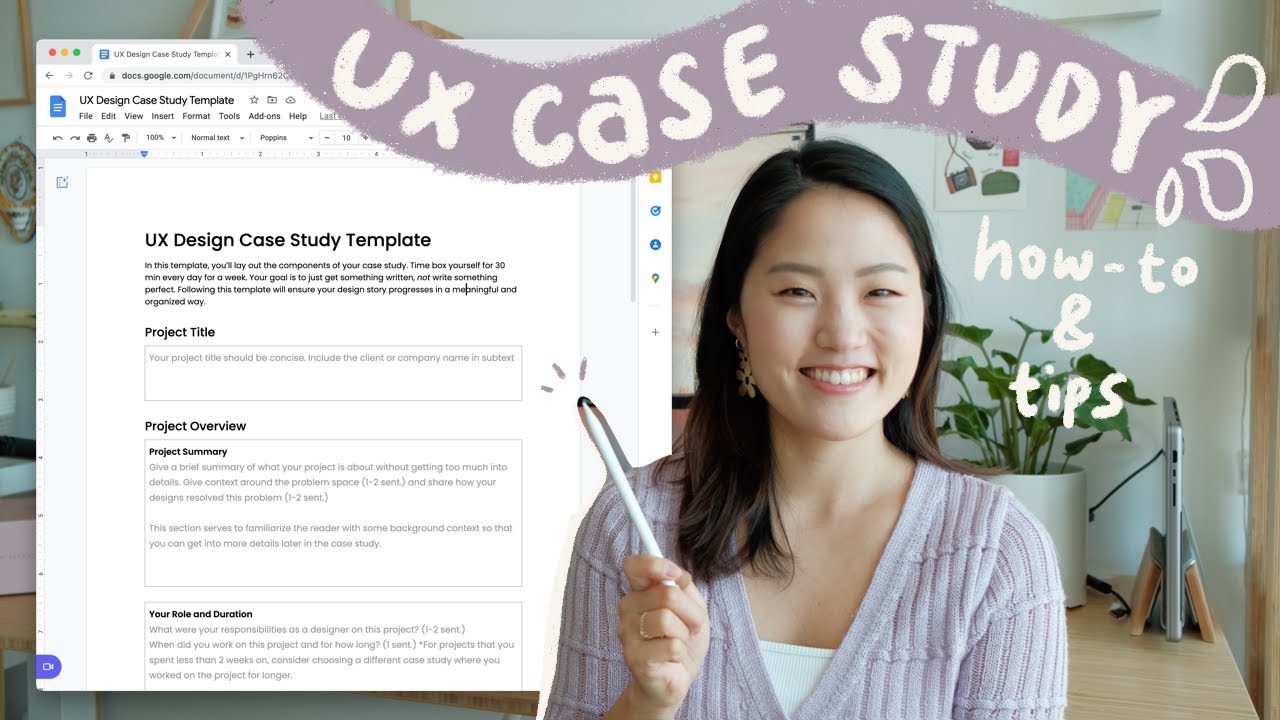 UX CASE STUDY
how-to
&
tips
UX Design Case Study Templa
docs.google.com/document/d/1PgHrn62
UX Design Case Study Template
File Edit View Insert Format Tools Add-ons Help
100% Normal text Poppins 10
1 1 2 3 4
UX Design Case Study Template
In this template, you'll lay out the components of your case study. Time box yourself for 30
min every day for a week. Your goal is to just get something written, not write something
perfect. Following this template will ensure your design story progresses in a meaningful and
organized way.
Project Title
Your project title should be concise. Include the client or company name in subtext
Project Overview
Project Summary
Give a brief summary of what your project is about without getting too much into
details. Give context around the problem space (1-2 sent.) and share how your
designs resolved this problem (1-2 sent.)
This section serves to familiarize the reader with some background context so that
you can get into more details later in the case study.
Your Role and Duration
What were your responsibilities as a designer on this project? (1-2 sent.)
When did you work on this project and for how long? (1 sent.) *For projects that you
spent less than 2 weeks on, consider choosing a different case study where you
worked on the project for longer.